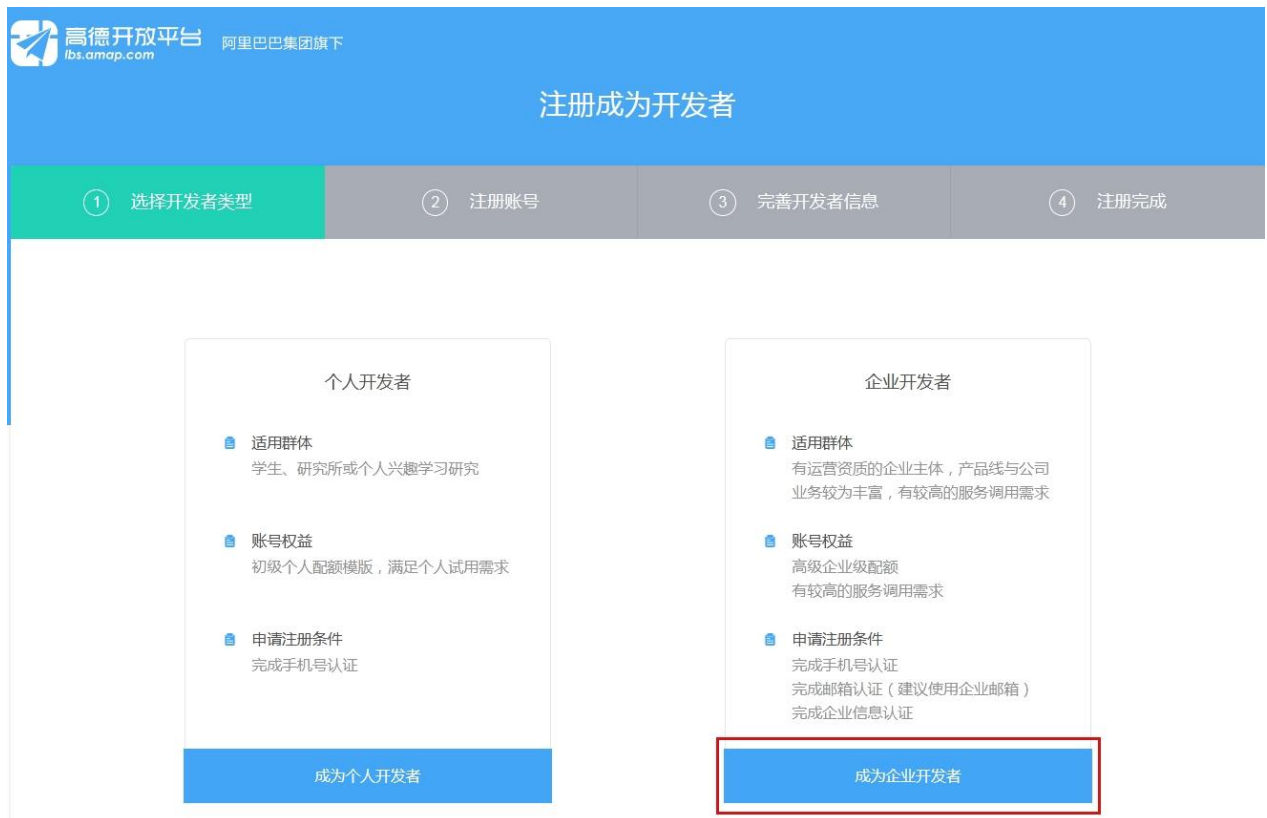 高德开放平台
lbs.amap.com
阿里巴巴集团旗下
注册成为开发者
1 选择开发者类型
2 注册账号
3 完善开发者信息
4 注册完成
个人开发者
适用群体
学生、研究所或个人兴趣学习研究
账号权益
初级个人配额模版，满足个人试用需求
申请注册条件
完成手机号认证
成为个人开发者
企业开发者
适用群体
有运营资质的企业主体，产品线与公司
业务较为丰富，有较高的服务调用需求
账号权益
高级企业级配额
有较高的服务调用需求
申请注册条件
完成手机号认证
完成邮箱认证（建议使用企业邮箱）
完成企业信息认证
成为企业开发者